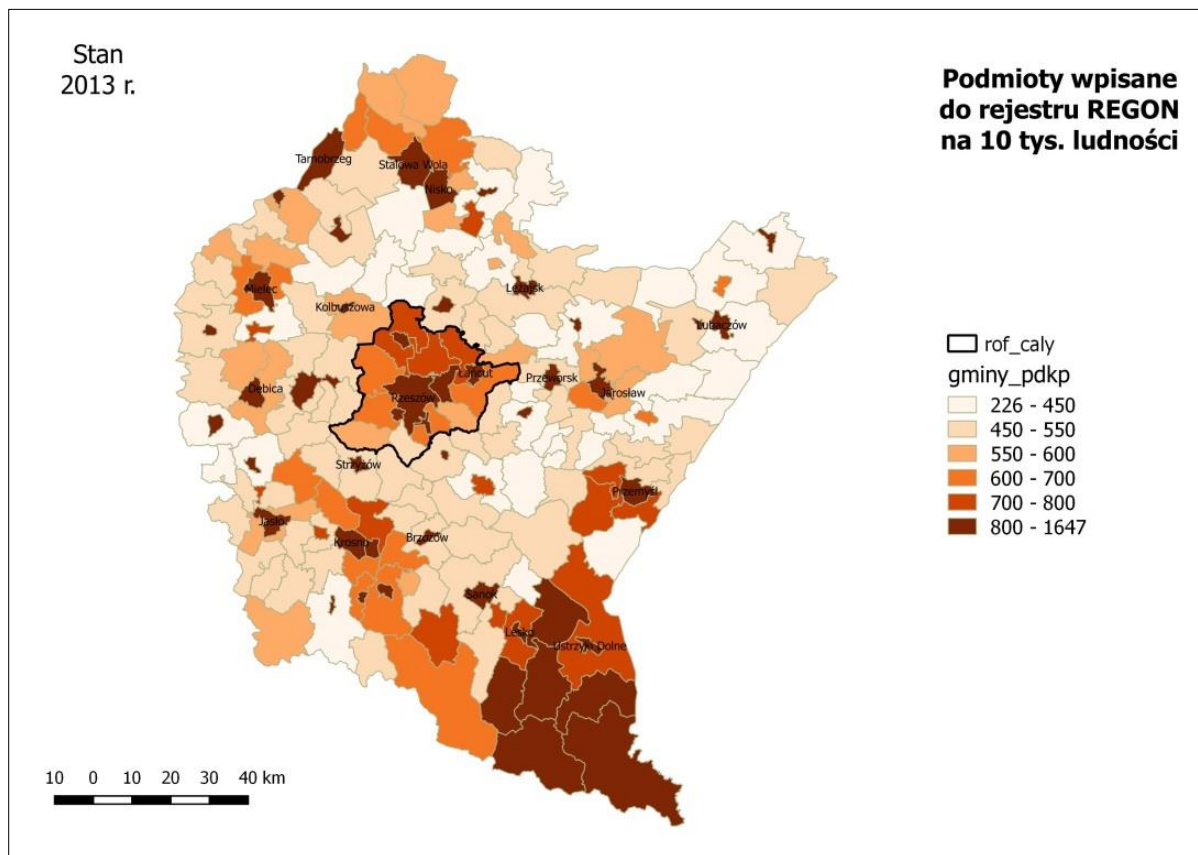 Stan
2013 r.
Podmioty wpisane
do rejestru REGON
na 10 tys. ludności
Tarnobrzeg
Stalowa Wola
Nisko
Mielec
Leżajsk
Kolbuszowa
Lubaczów
Łańcut
Przeworsk
Dębica
Rzeszów
Jarosław
Strzyżów
Przemyśl
Jasło
Krosno
Brzozów
Sanok
Lesko
Ustrzyki Dolne
rof_caly
gminy_pdkp
226 - 450
450 - 550
550 - 600
600 - 700
700 - 800
800 - 1647
10 0 10 20 30 40 km